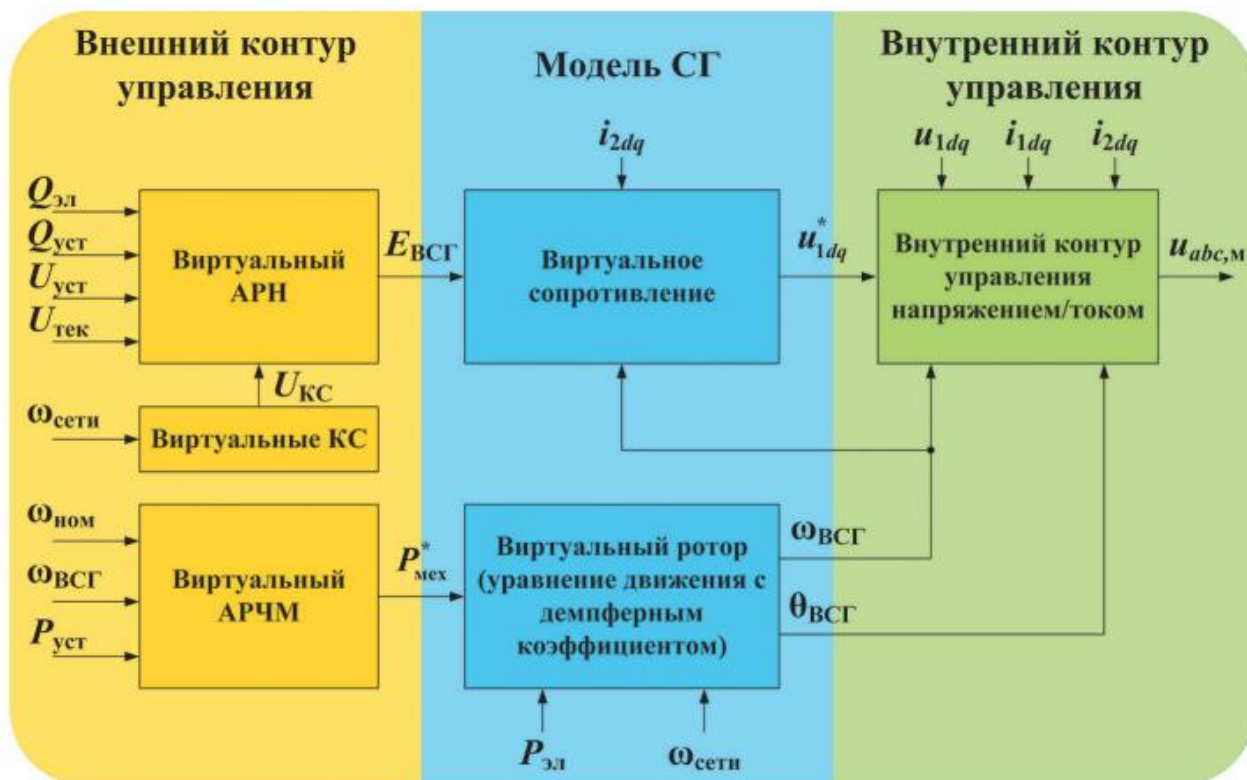 Внешний контур
управления
Модель СГ
Внутренний контур
управления
i2dq
u1dq
i1dq
i2dq
Qэл
Qуст
Uуст
Uтек
Виртуальный
АРН
EВСГ
Виртуальное
сопротивление
u*1dq
Внутренний контур
управления
напряжением/током
uabc,м
UКС
ωсети
Виртуальные КС
ωном
ωВСГ
Pуст
Виртуальный
АРЧМ
P*мех
Виртуальный ротор
(уравнение движения с
демпферным
коэффициентом)
ωВСГ
θВСГ
Pэл
ωсети